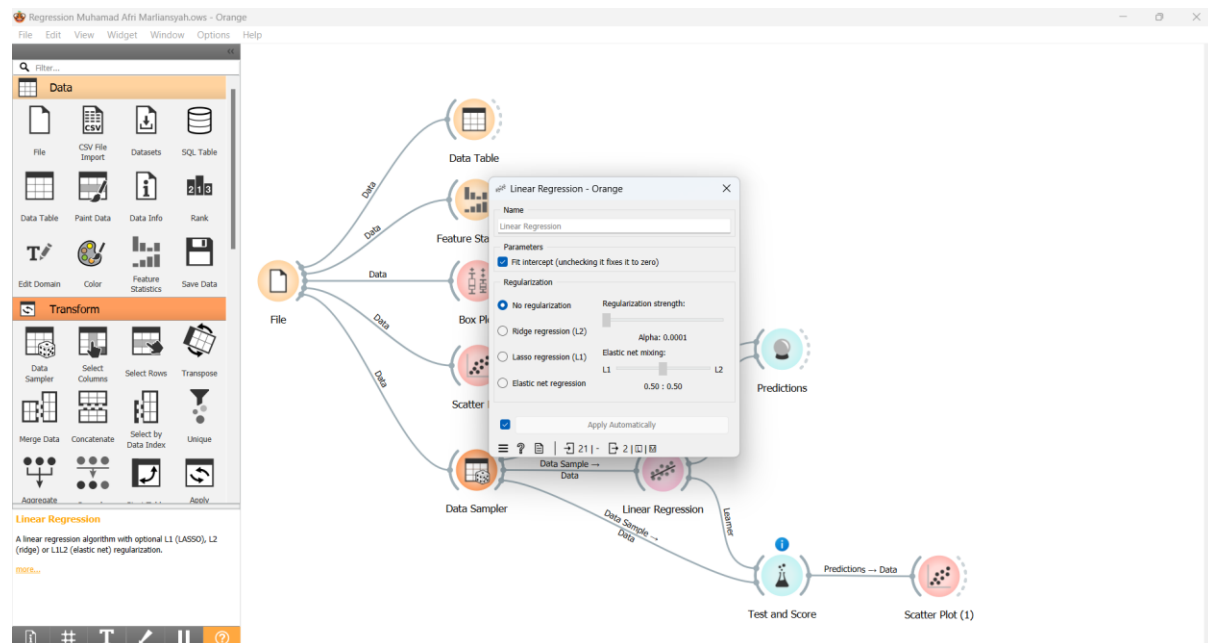 Regression Muhamad Afri Marliansyah.ows - Orange
File Edit View Widget Window Options Help
Filter...
Data
File
CSV File Import
Datasets
SQL Table
Data Table
Paint Data
Data Info
Rank
Edit Domain
Color
Feature Statistics
Save Data
Transform
Data Sampler
Select Columns
Select Rows
Transpose
Merge Data
Concatenate
Select by Data Index
Unique
Aggregate
Apply
Linear Regression
A linear regression algorithm with optional L1 (LASSO), L2
(ridge) or L1L2 (elastic net) regularization.
more...
File
Data
Data Table
Data
Feature Sta
Data
Box Pl
Data
Scatter
Data
Data Sampler
Linear Regression - Orange
Name
Linear Regression
Parameters
Fit intercept (unchecking it fixes it to zero)
Regularization
No regularization
Ridge regression (L2)
Lasso regression (L1)
Elastic net regression
Regularization strength:
Alpha: 0.0001
Elastic net mixing:
L1
L2
0.50 : 0.50
Apply Automatically
21 | -
2
Predictions
Data Sample →
Data
Linear Regression
Data Sample →
Data
Learner
Test and Score
Predictions → Data
Scatter Plot (1)